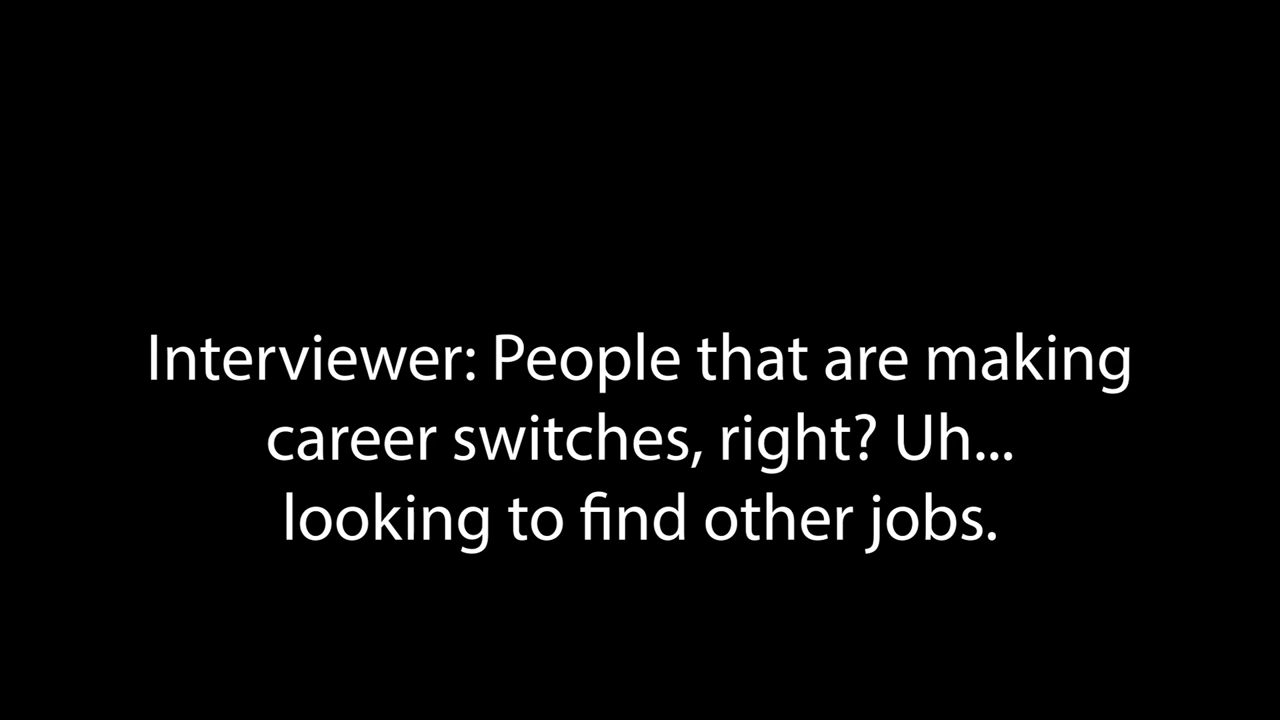 Interviewer: People that are making
career switches, right? Uh...
looking to find other jobs.